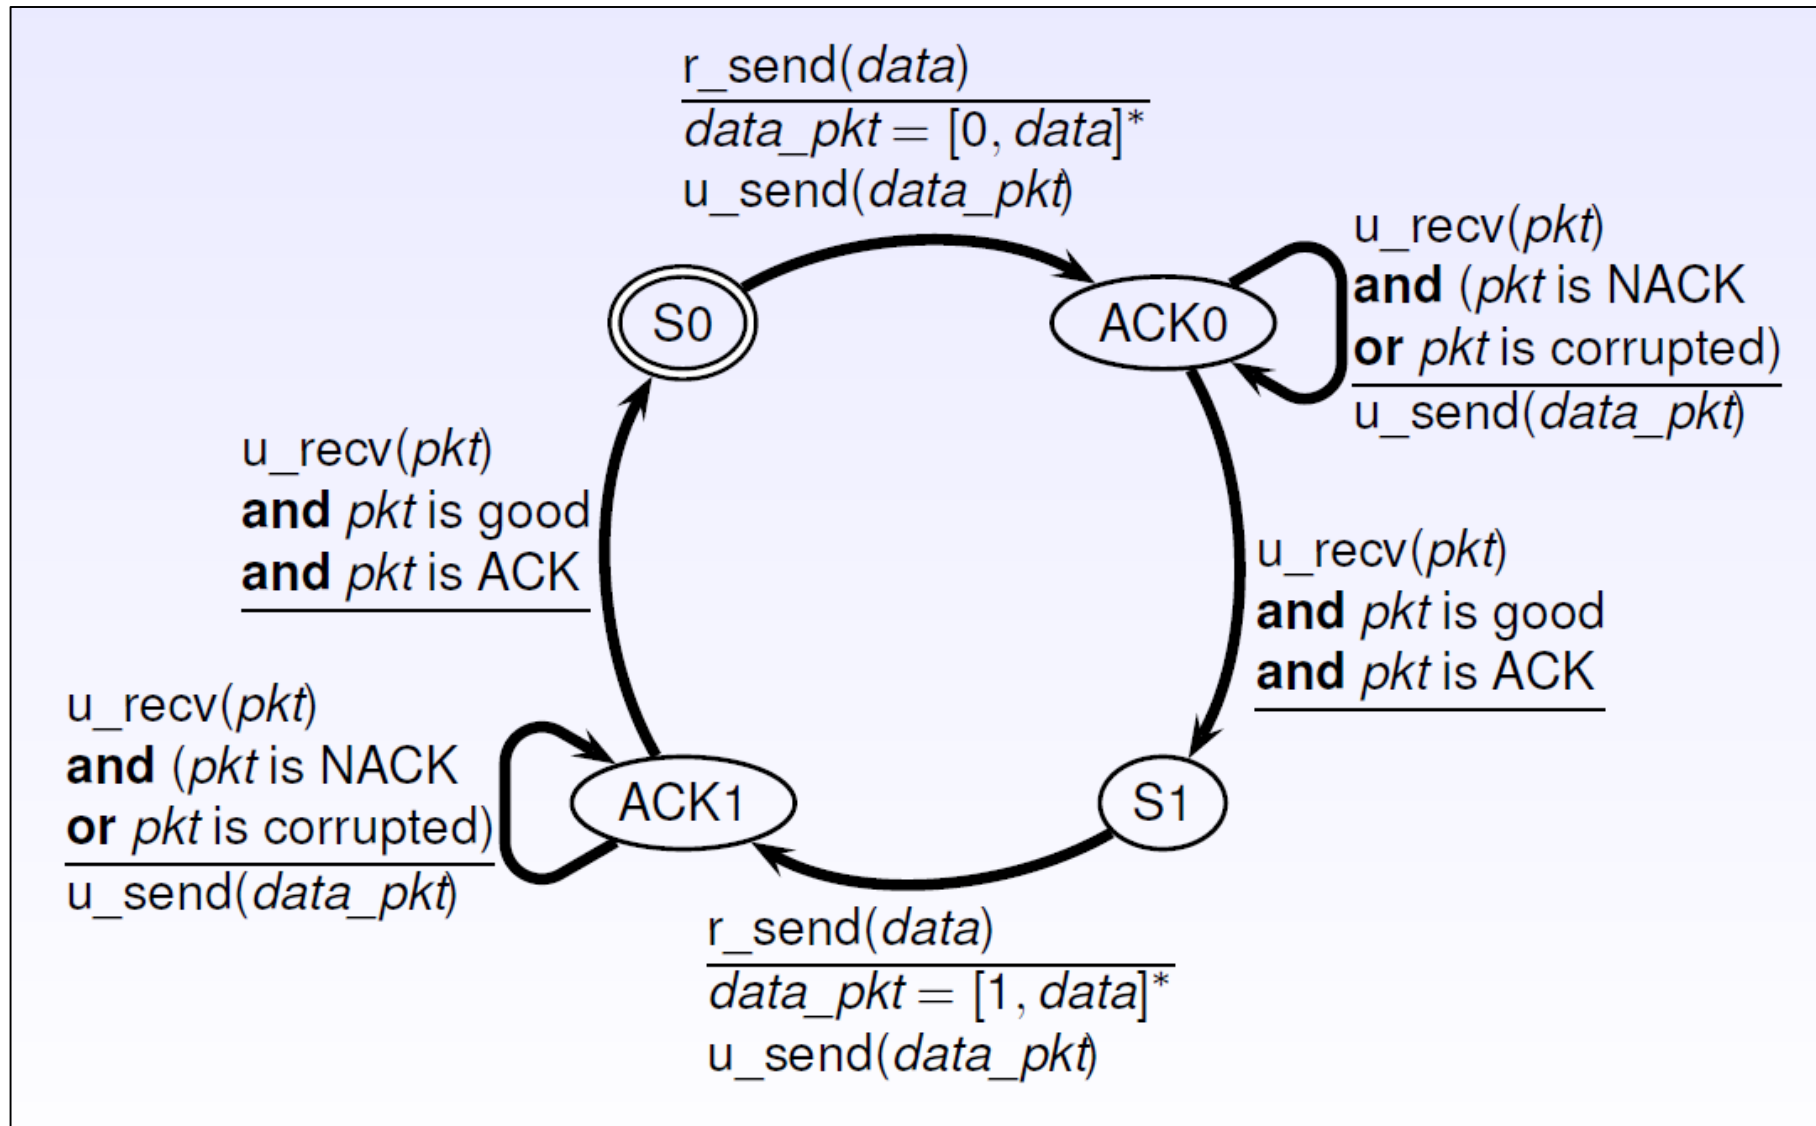 r_send(data)
data_pkt = [0, data]*
u_send(data_pkt)
u_recv(pkt)
and (pkt is NACK
or pkt is corrupted)
u_send(data_pkt)
S0
ACK0
u_recv(pkt)
and pkt is good
and pkt is ACK
u_recv(pkt)
and pkt is good
and pkt is ACK
u_recv(pkt)
and (pkt is NACK
or pkt is corrupted)
u_send(data_pkt)
ACK1
S1
r_send(data)
data_pkt = [1, data]*
u_send(data_pkt)